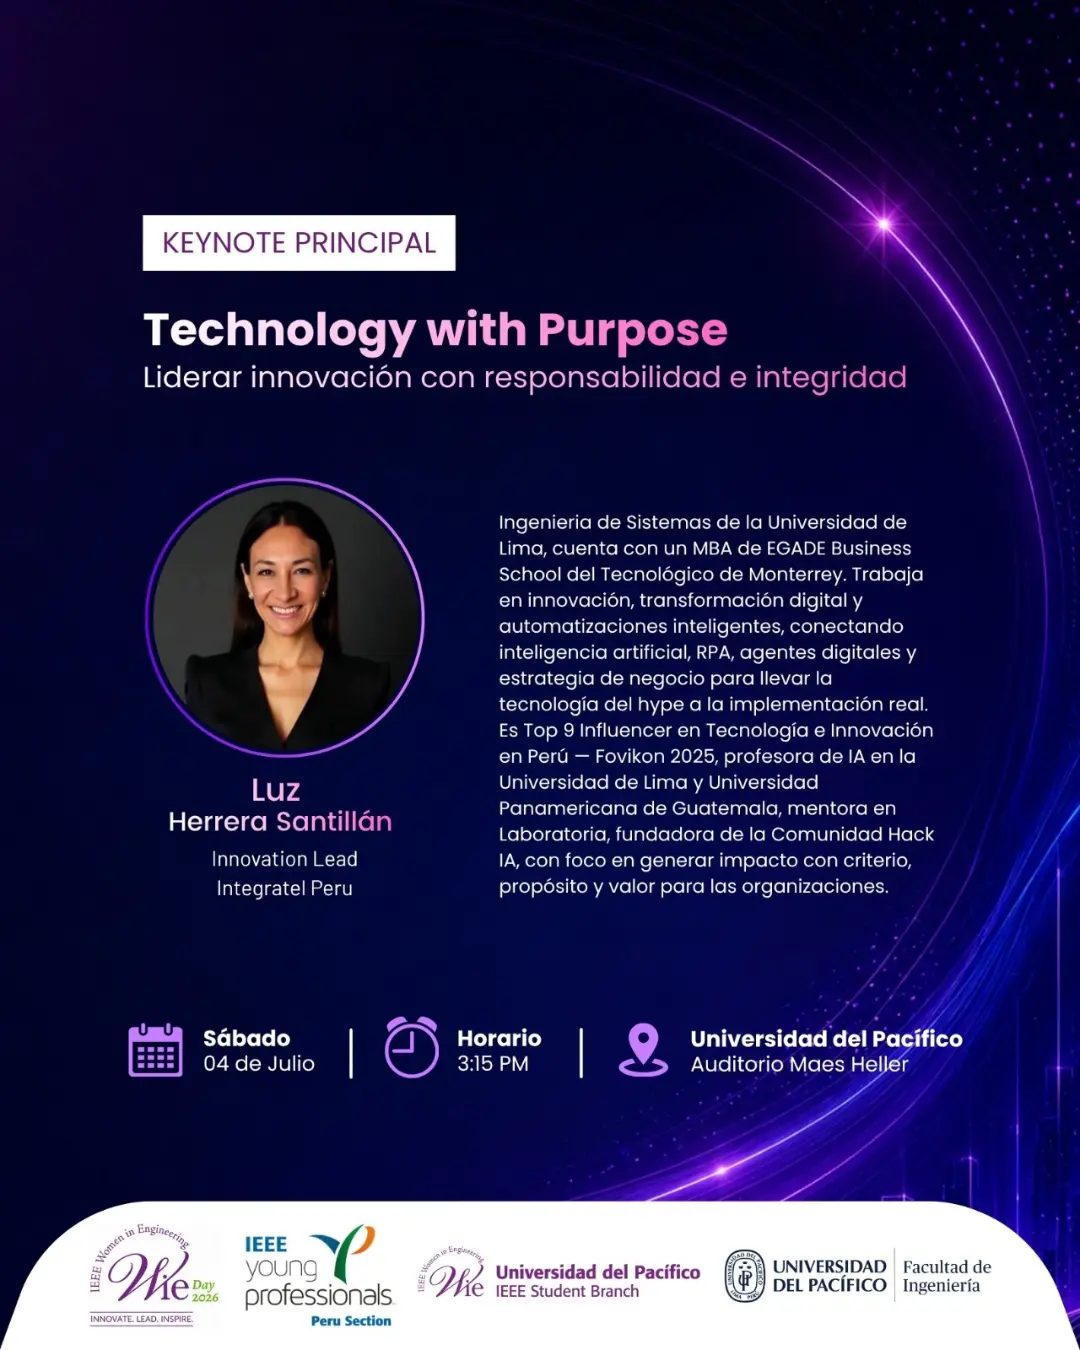 KEYNOTE PRINCIPAL
Technology with Purpose
Liderar innovación con responsabilidad e integridad
Ingenieria de Sistemas de la Universidad de
Lima, cuenta con un MBA de EGADE Business
School del Tecnológico de Monterrey. Trabaja
en innovación, transformación digital y
automatizaciones inteligentes, conectando
inteligencia artificial, RPA, agentes digitales y
estrategia de negocio para llevar la
tecnología del hype a la implementación real.
Es Top 9 Influencer en Tecnología e Innovación
en Perú — Fovikon 2025, profesora de IA en la
Universidad de Lima y Universidad
Panamericana de Guatemala, mentora en
Laboratoria, fundadora de la Comunidad Hack
IA, con foco en generar impacto con criterio,
propósito y valor para las organizaciones.
Luz
Herrera Santillán
Innovation Lead
Integratel Peru
Sábado
04 de Julio
Horario
3:15 PM
Universidad del Pacífico
Auditorio Maes Heller
IEEE Women in Engineering
WIE Day
2026
INNOVATE. LEAD. INSPIRE.
IEEE
young
professionals
Peru Section
IEEE Women in Engineering
WIE
Universidad del Pacífico
IEEE Student Branch
UNIVERSIDAD DEL PACÍFICO
LIMA PERÚ
UP
UNIVERSIDAD
DEL PACÍFICO
Facultad de
Ingeniería